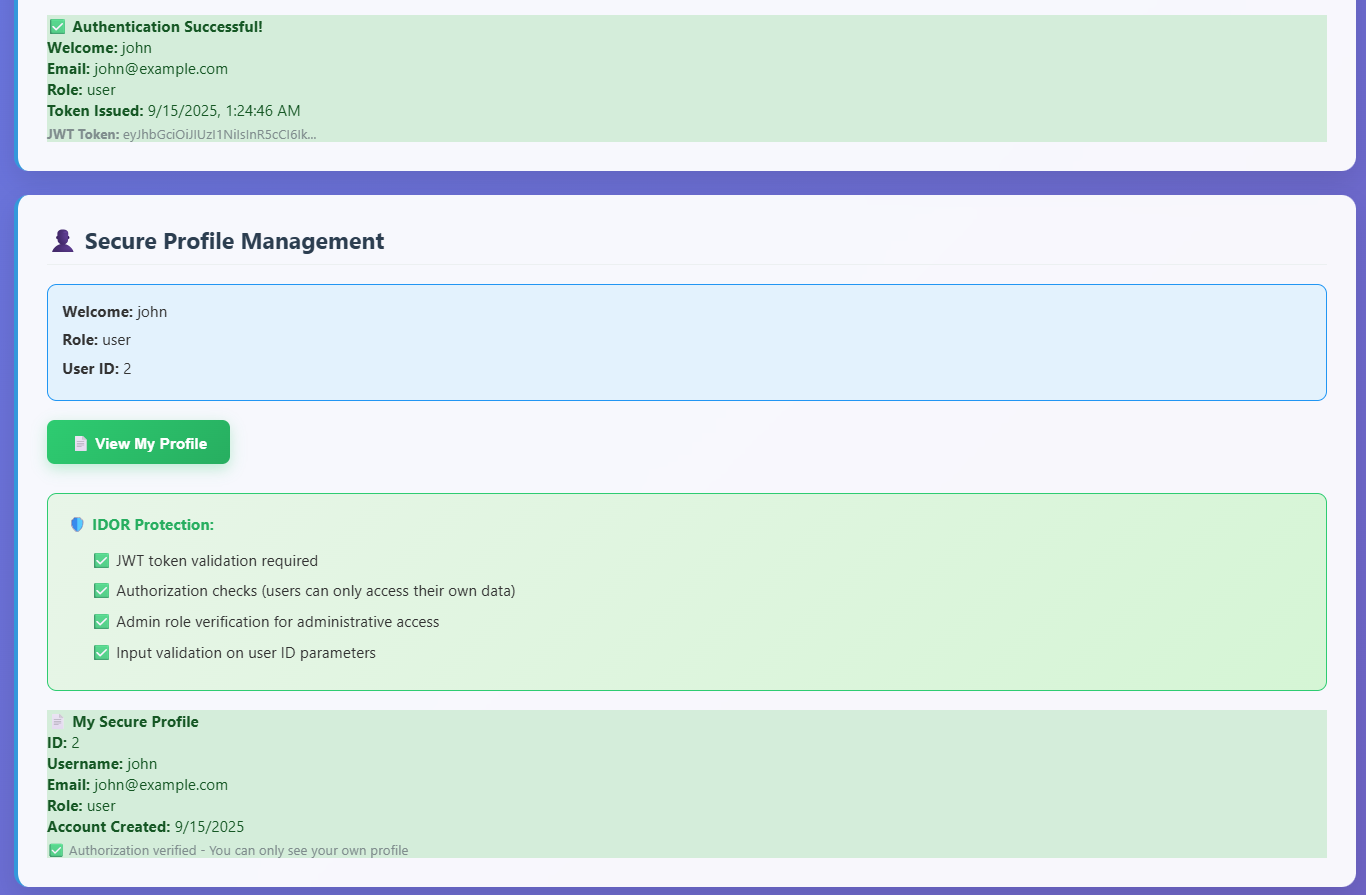 ✅ Authentication Successful!
Welcome: john
Email: john@example.com
Role: user
Token Issued: 9/15/2025, 1:24:46 AM
JWT Token: eyJhbGciOiJIUzI1NiIsInR5cCI6Ik...
👤 Secure Profile Management
Welcome: john
Role: user
User ID: 2
📄 View My Profile
🛡️ IDOR Protection:
✅ JWT token validation required
✅ Authorization checks (users can only access their own data)
✅ Admin role verification for administrative access
✅ Input validation on user ID parameters
📄 My Secure Profile
ID: 2
Username: john
Email: john@example.com
Role: user
Account Created: 9/15/2025
✅ Authorization verified - You can only see your own profile